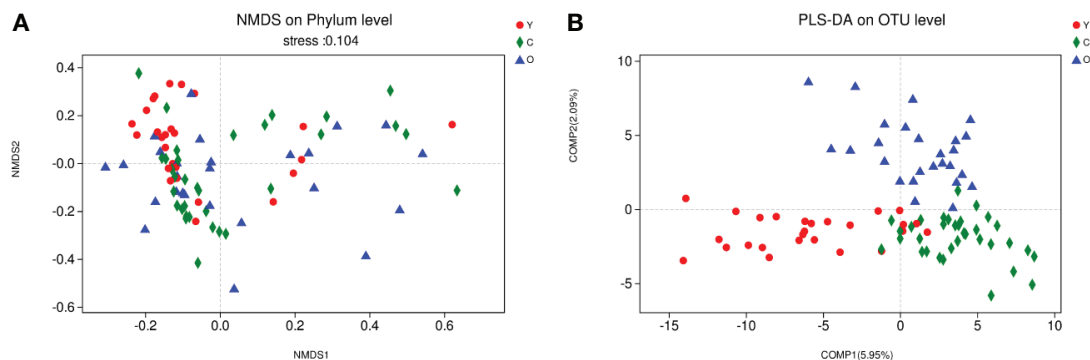 A
NMDS on Phylum level
stress :0.104
Y
C
O
0.4
0.2
-0.0
-0.2
-0.4
-0.6
NMDS2
-0.2
0.0
0.2
0.4
0.6
NMDS1
B
PLS-DA on OTU level
Y
C
O
10
5
0
-5
COMP2(2.09%)
-15
-10
-5
0
5
10
COMP1(5.95%)